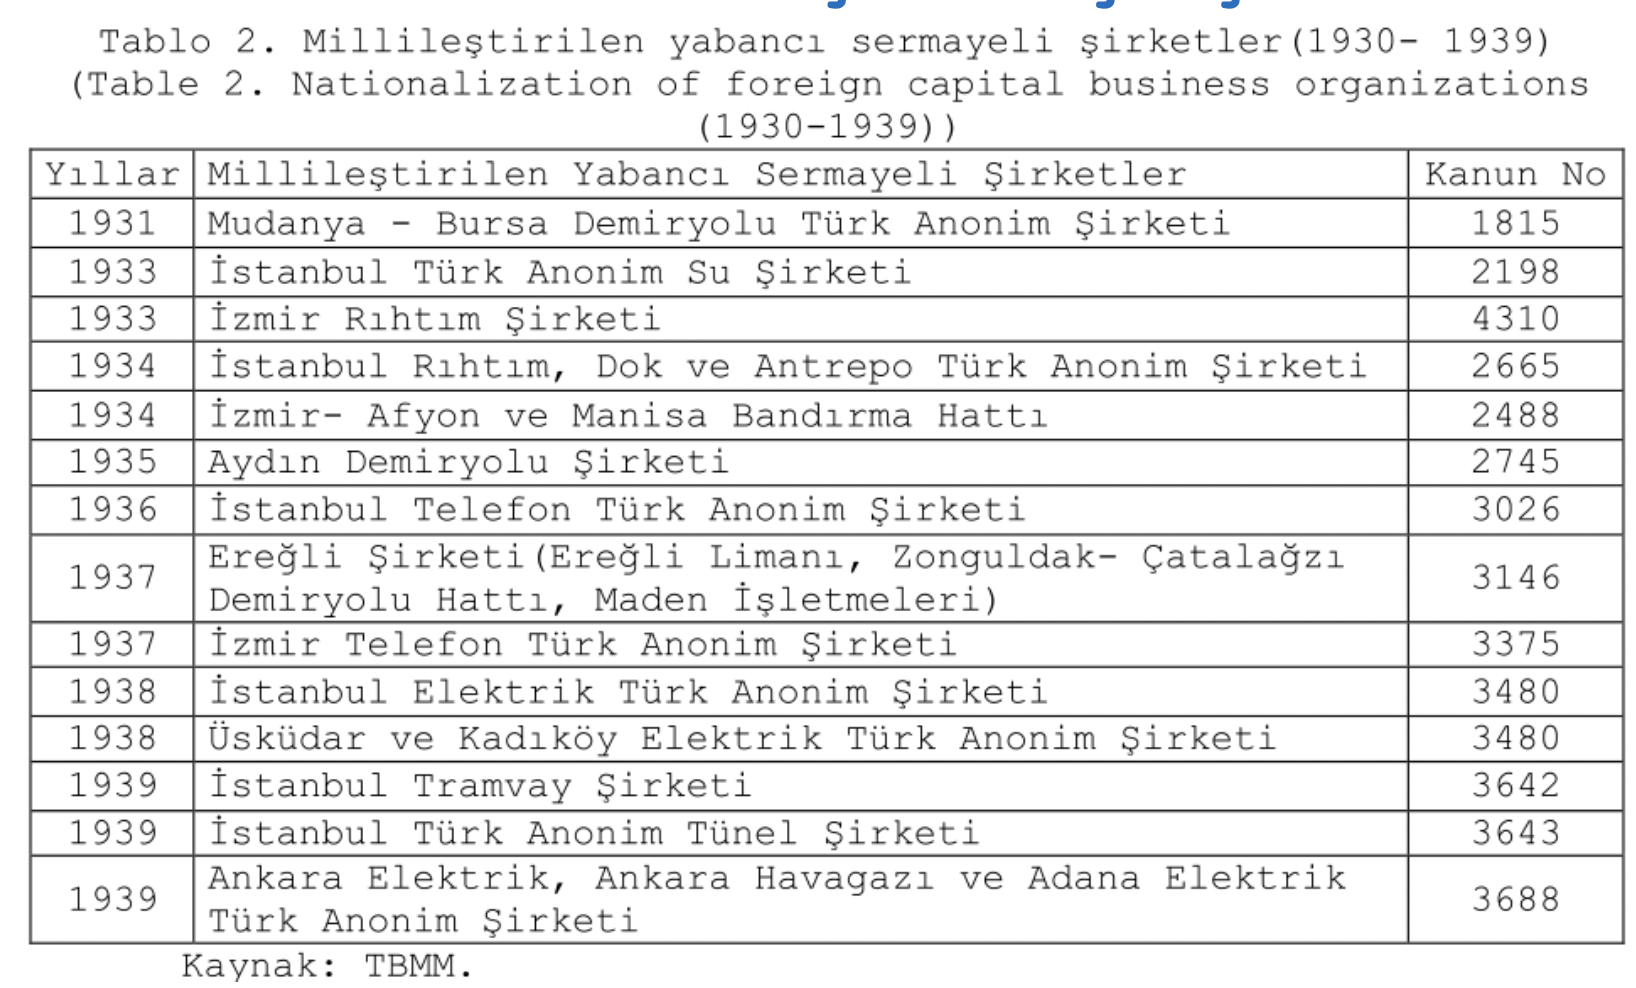 Tablo 2. Millileştirilen yabancı sermayeli şirketler(1930- 1939)
(Table 2. Nationalization of foreign capital business organizations
(1930-1939))
Yıllar Millileştirilen Yabancı Sermayeli Şirketler Kanun No
1931 Mudanya - Bursa Demiryolu Türk Anonim Şirketi 1815
1933 İstanbul Türk Anonim Su Şirketi 2198
1933 İzmir Rıhtım Şirketi 4310
1934 İstanbul Rıhtım, Dok ve Antrepo Türk Anonim Şirketi 2665
1934 İzmir- Afyon ve Manisa Bandırma Hattı 2488
1935 Aydın Demiryolu Şirketi 2745
1936 İstanbul Telefon Türk Anonim Şirketi 3026
1937 Ereğli Şirketi(Ereğli Limanı, Zonguldak- Çatalağzı
Demiryolu Hattı, Maden İşletmeleri) 3146
1937 İzmir Telefon Türk Anonim Şirketi 3375
1938 İstanbul Elektrik Türk Anonim Şirketi 3480
1938 Üsküdar ve Kadıköy Elektrik Türk Anonim Şirketi 3480
1939 İstanbul Tramvay Şirketi 3642
1939 İstanbul Türk Anonim Tünel Şirketi 3643
1939 Ankara Elektrik, Ankara Havagazı ve Adana Elektrik
Türk Anonim Şirketi 3688
Kaynak: TBMM.